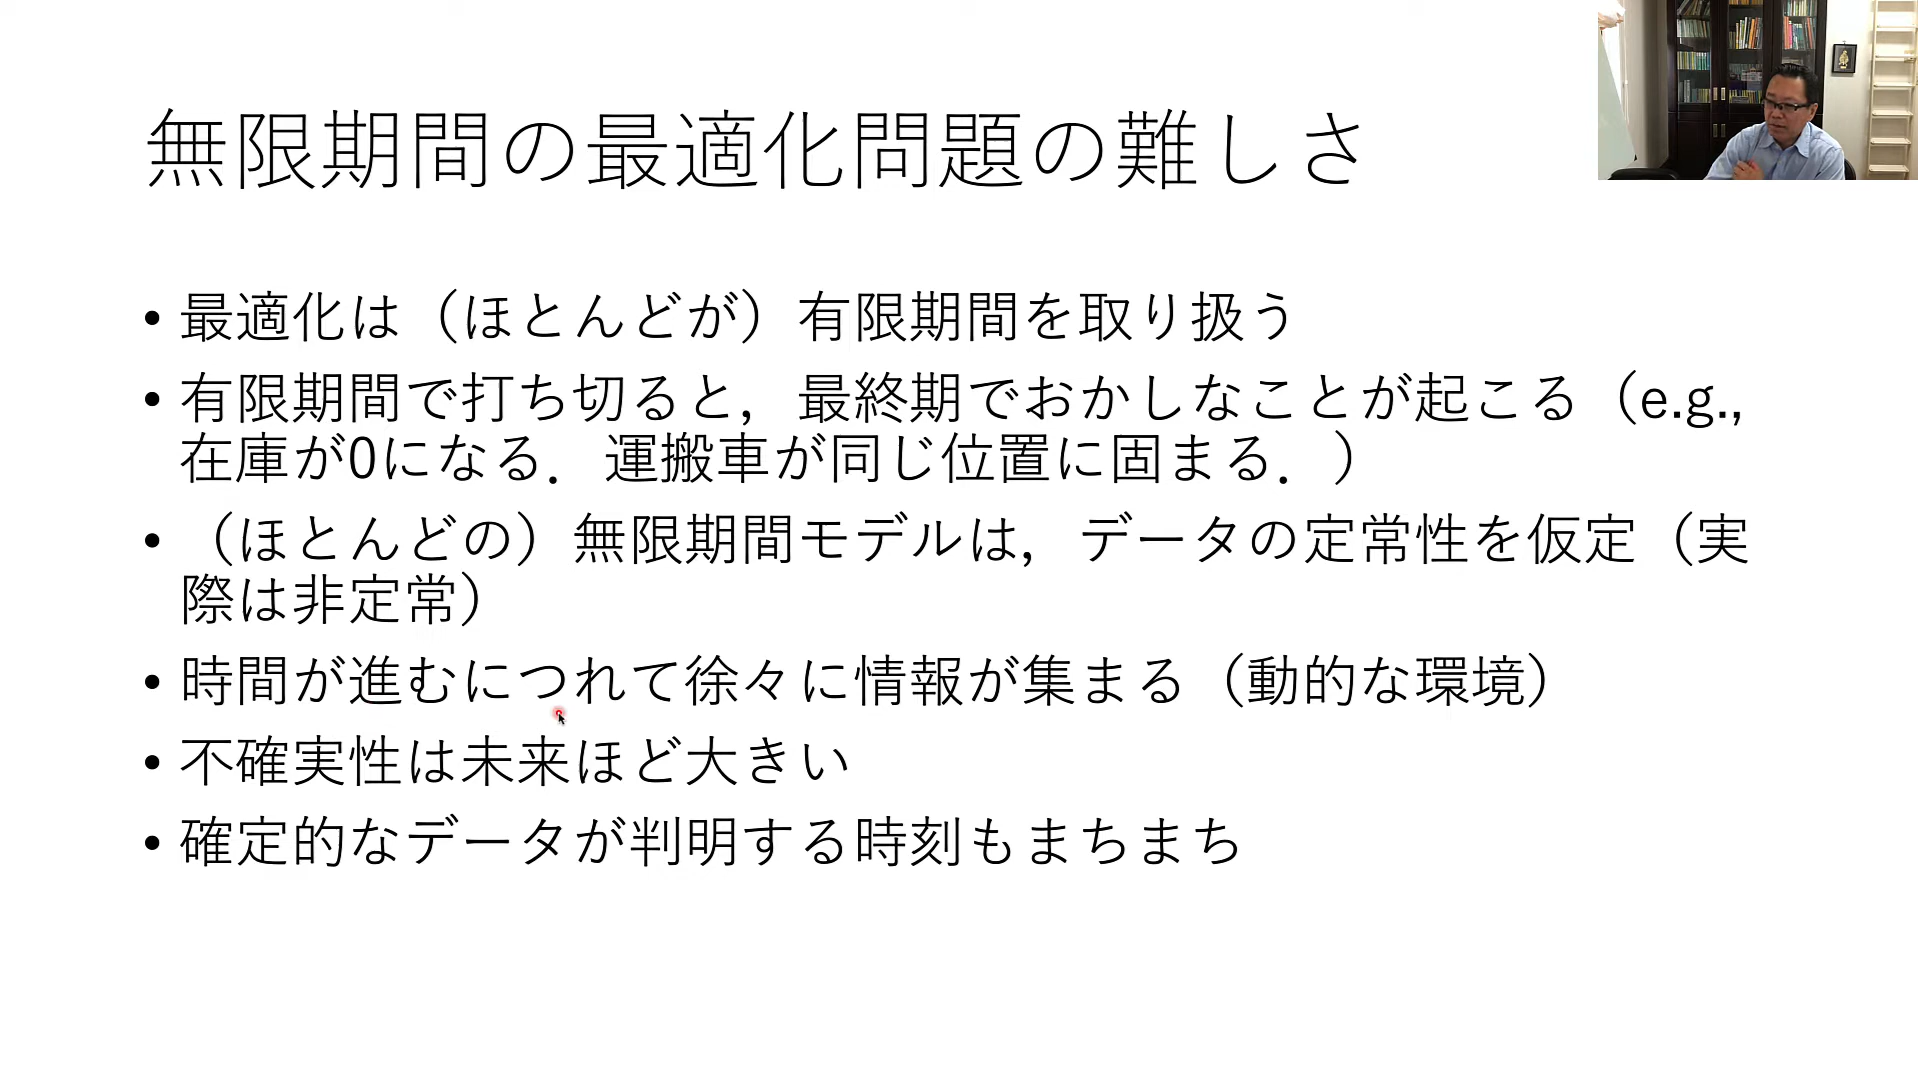 無限期間の最適化問題の難しさ
• 最適化は（ほとんどが）有限期間を取り扱う
• 有限期間で打ち切ると，最終期でおかしなことが起こる（e.g.,
在庫が0になる．運搬車が同じ位置に固まる．）
• （ほとんどの）無限期間モデルは，データの定常性を仮定（実
際は非定常）
• 時間が進むにつれて徐々に情報が集まる（動的な環境）
• 不確実性は未来ほど大きい
• 確定的なデータが判明する時刻もまちまち